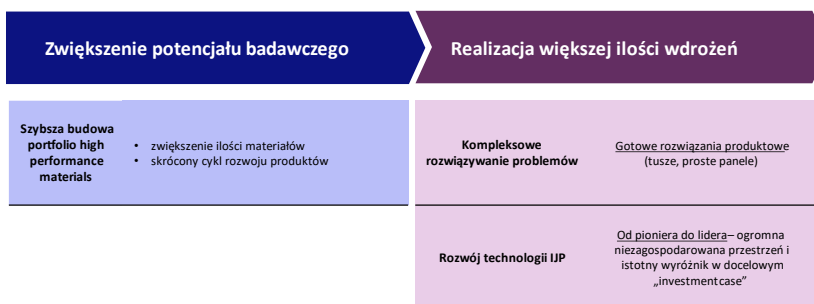 Zwiększenie potencjału badawczego
Realizacja większej ilości wdrożeń
Szybsza budowa
portfolio high
performance
materials
• zwiększenie ilości materiałów
• skrócony cykl rozwoju produktów
Kompleksowe
rozwiązywanie problemów
Gotowe rozwiązania produktowe
(tusze, proste panele)
Rozwój technologii IJP
Od pioniera do lidera– ogromna
niezagospodarowana przestrzeń i
istotny wyróżnik w docelowym
„investmentcase”